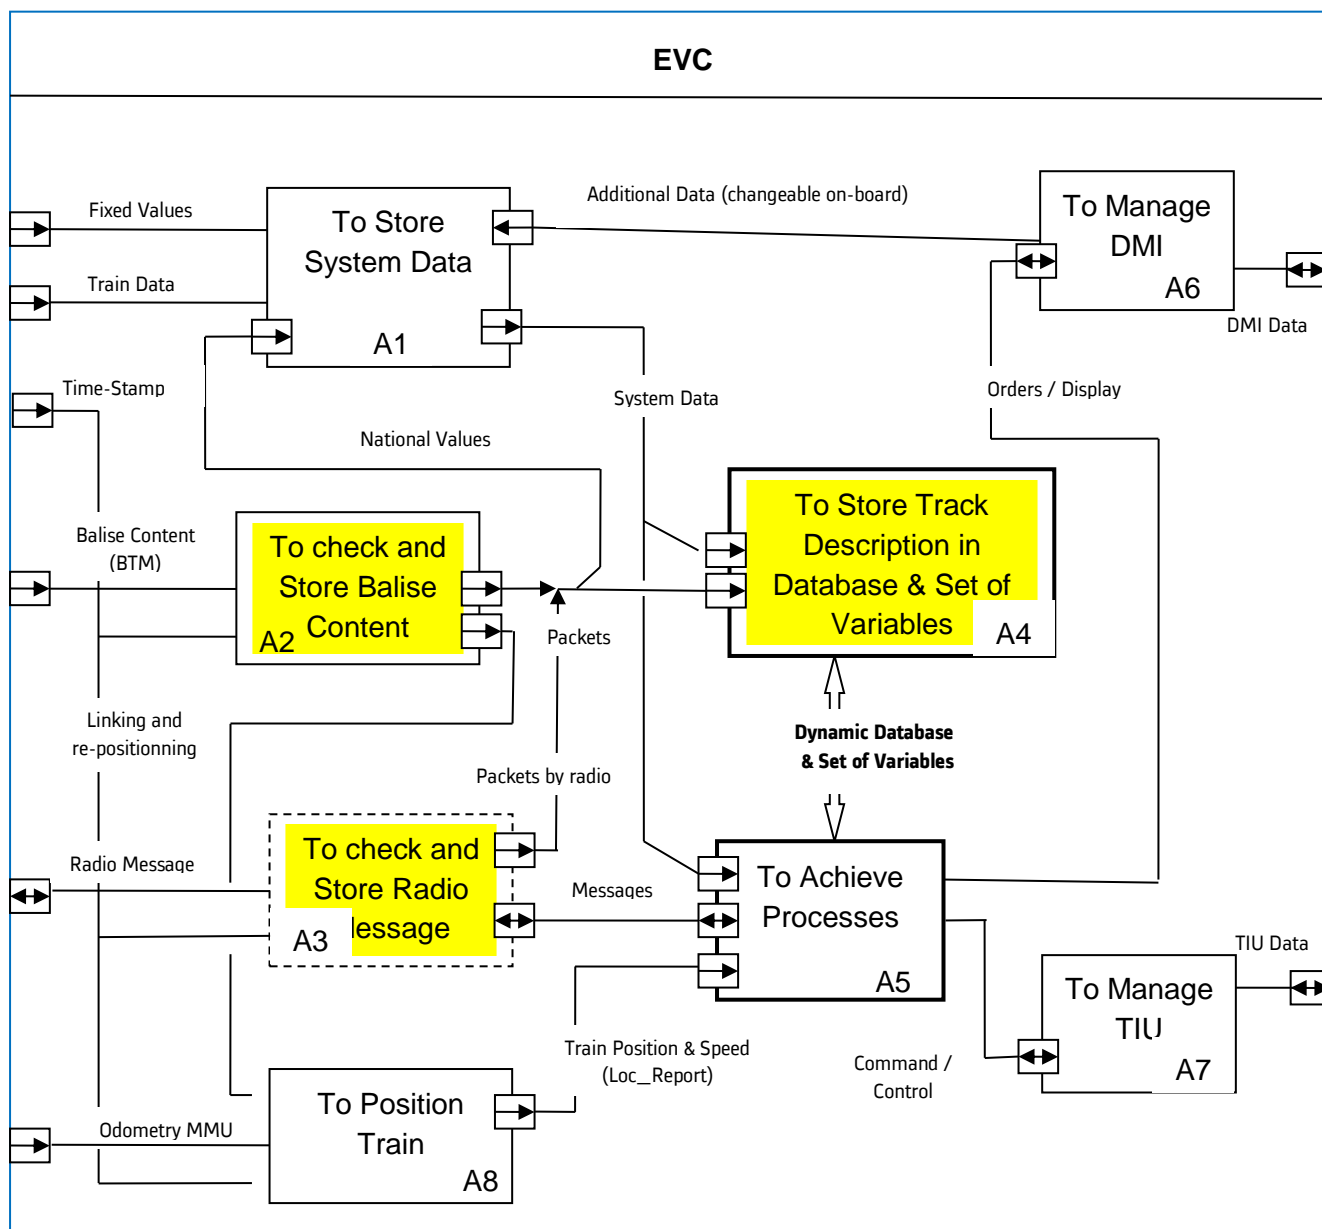 EVC
Fixed Values
Train Data
To Store
System Data
A1
Additional Data (changeable on-board)
To Manage
DMI
A6
DMI Data
Time-Stamp
National Values
System Data
Orders / Display
Balise Content
(BTM)
To check and
Store Balise
Content
A2
Packets
To Store Track
Description in
Database & Set of
Variables
A4
Linking and
re-positionning
Dynamic Database
& Set of Variables
Packets by radio
Radio Message
To check and
Store Radio
essage
A3
Messages
To Achieve
Processes
A5
TIU Data
To Manage
TIU
A7
Train Position & Speed
(Loc_Report)
Command /
Control
Odometry MMU
To Position
Train
A8